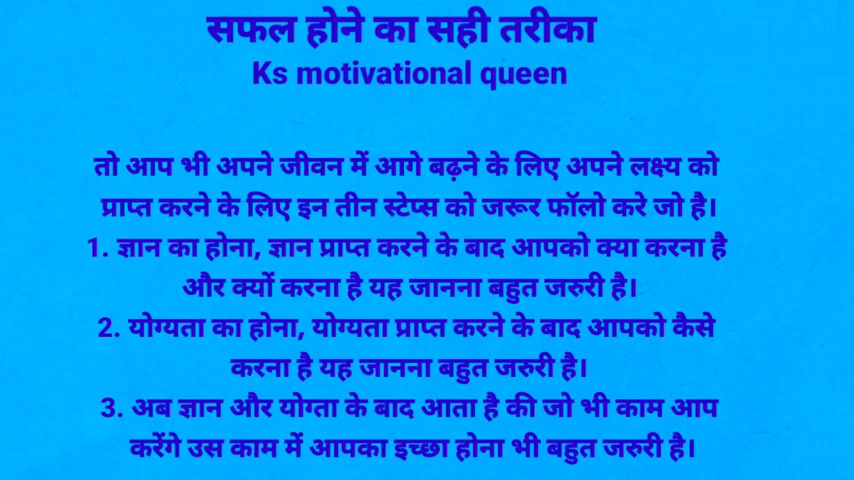 सफल होने का सही तरीका
Ks motivational queen
तो आप भी अपने जीवन में आगे बढ़ने के लिए अपने लक्ष्य को
प्राप्त करने के लिए इन तीन स्टेप्स को जरूर फॉलो करे जो है।
1. ज्ञान का होना, ज्ञान प्राप्त करने के बाद आपको क्या करना है
और क्यों करना है यह जानना बहुत जरुरी है।
2. योग्यता का होना, योग्यता प्राप्त करने के बाद आपको कैसे
करना है यह जानना बहुत जरुरी है।
3. अब ज्ञान और योग्ता के बाद आता है की जो भी काम आप
करेंगे उस काम में आपका इच्छा होना भी बहुत जरुरी है।